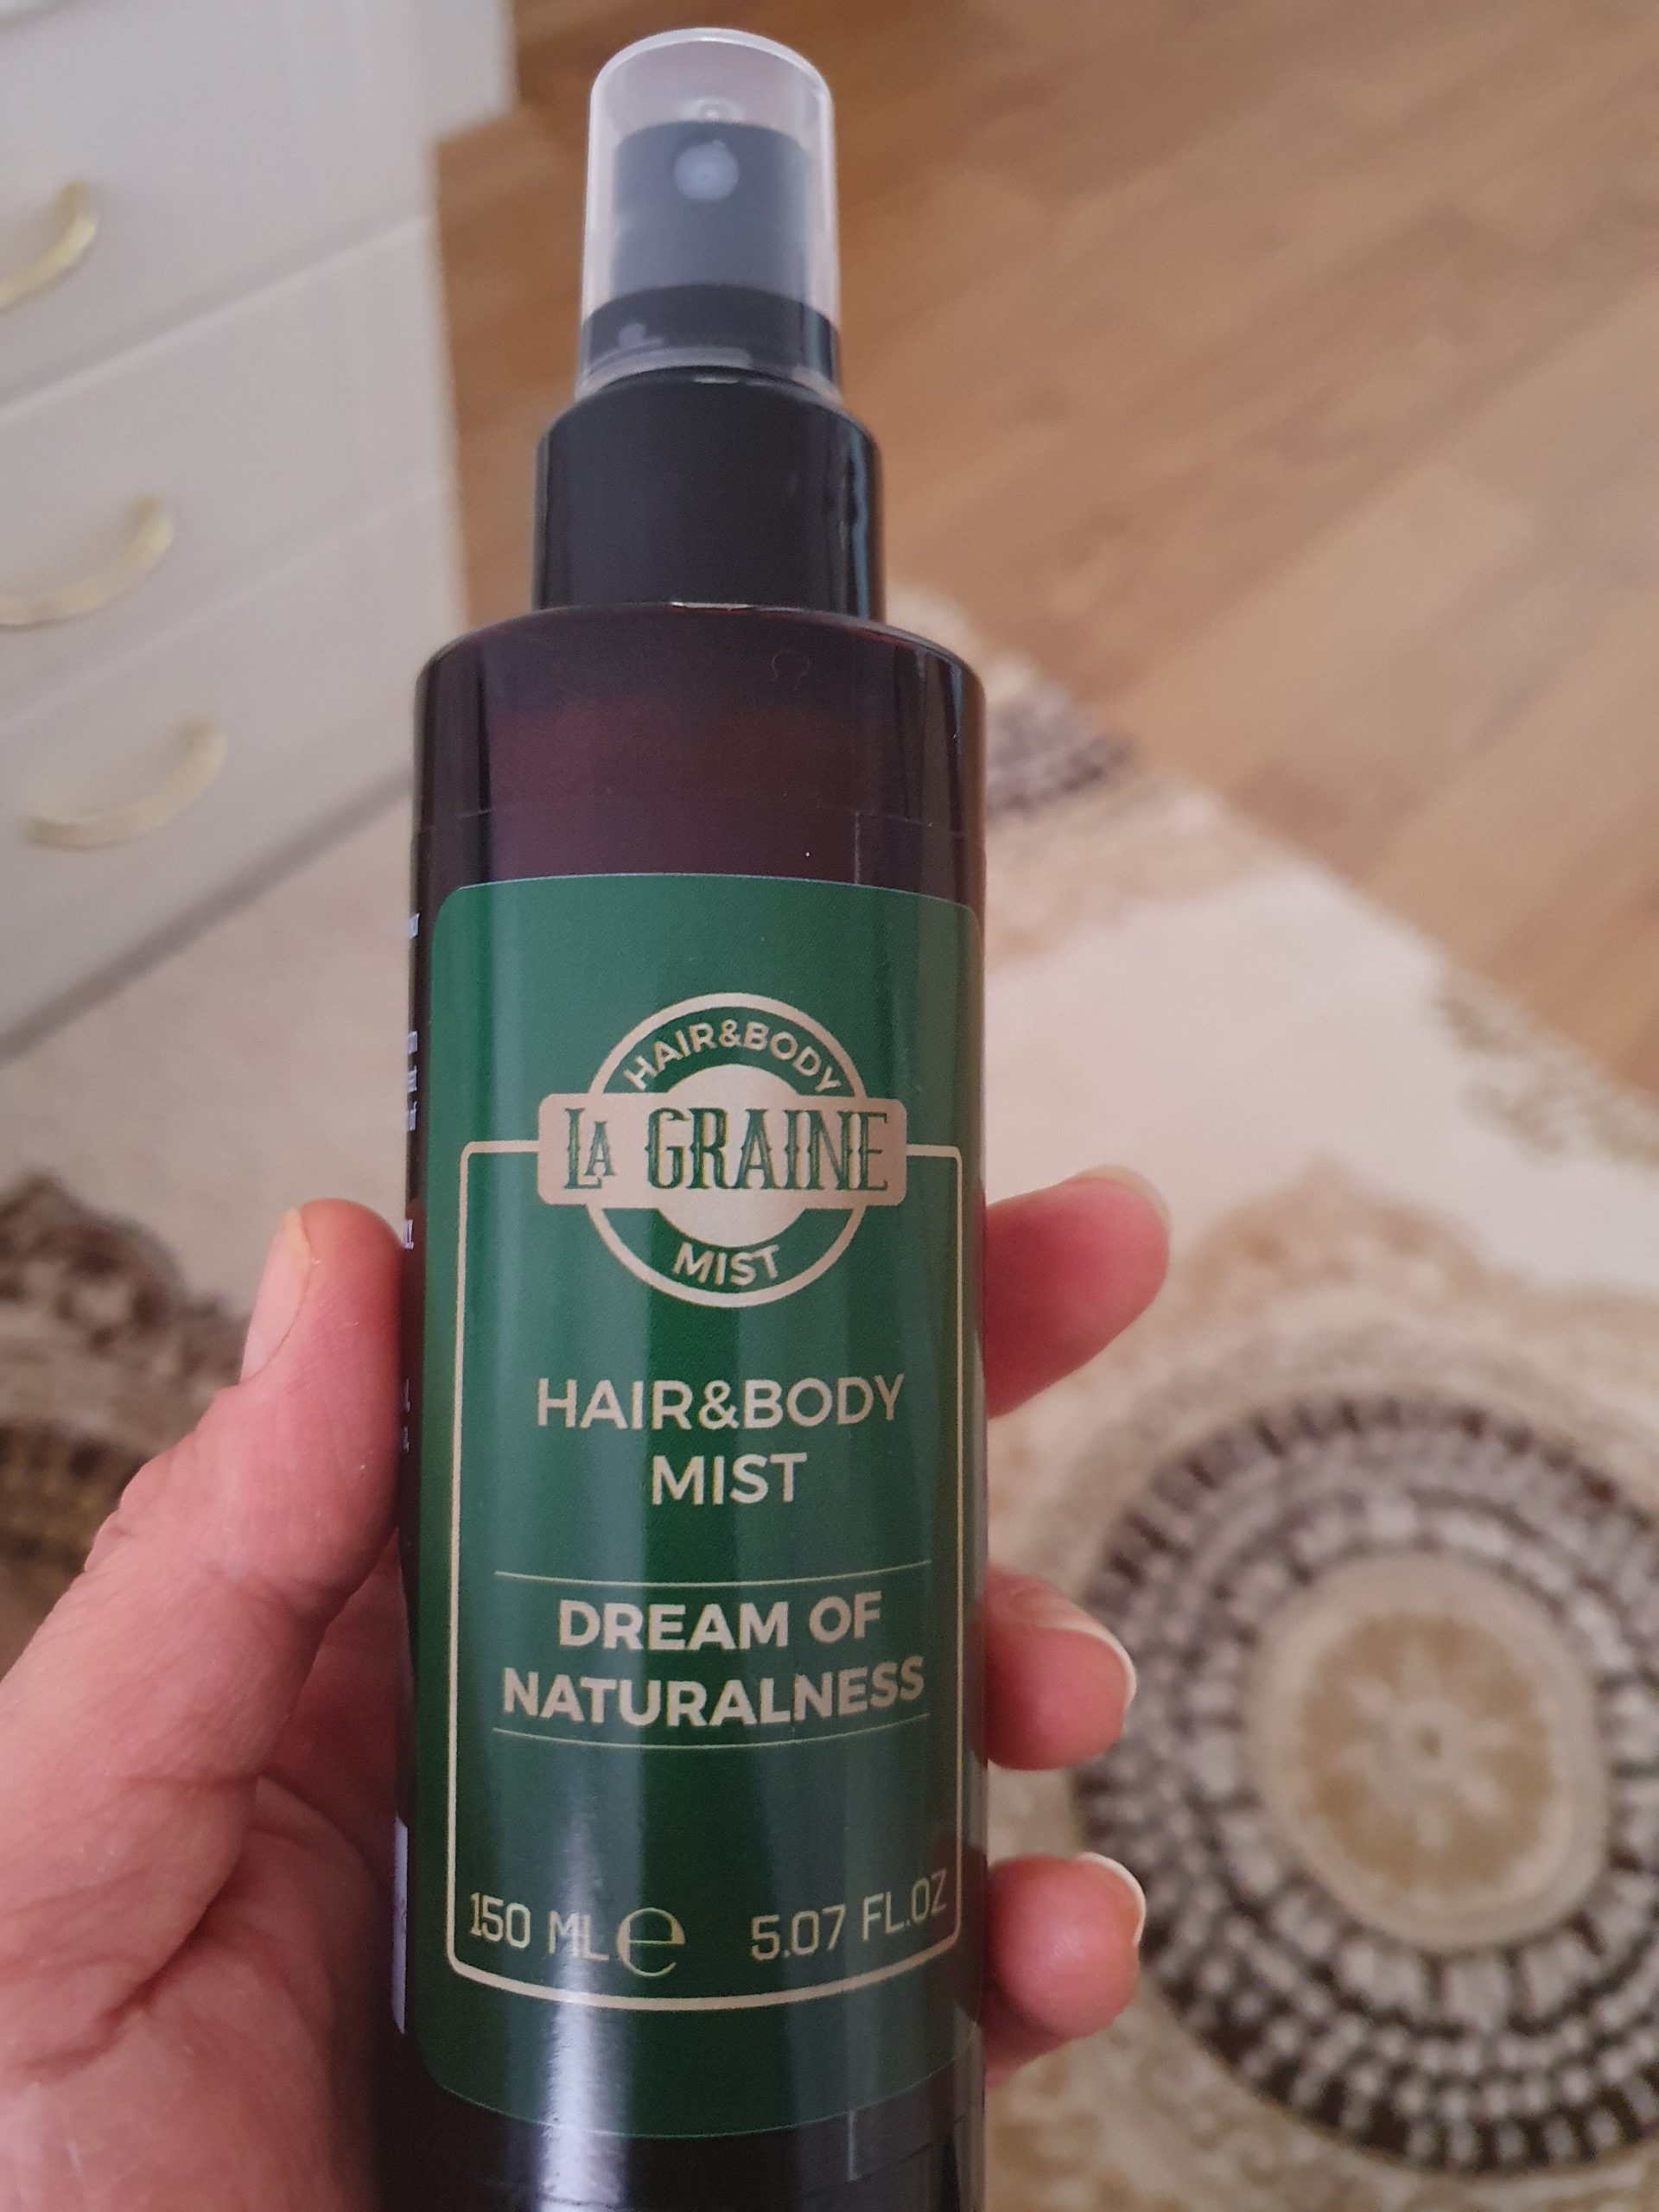 HAIR&BODY
LA GRAINE
MIST
HAIR&BODY
MIST
DREAM OF
NATURALNESS
150 ML e 5.07 FL.OZ